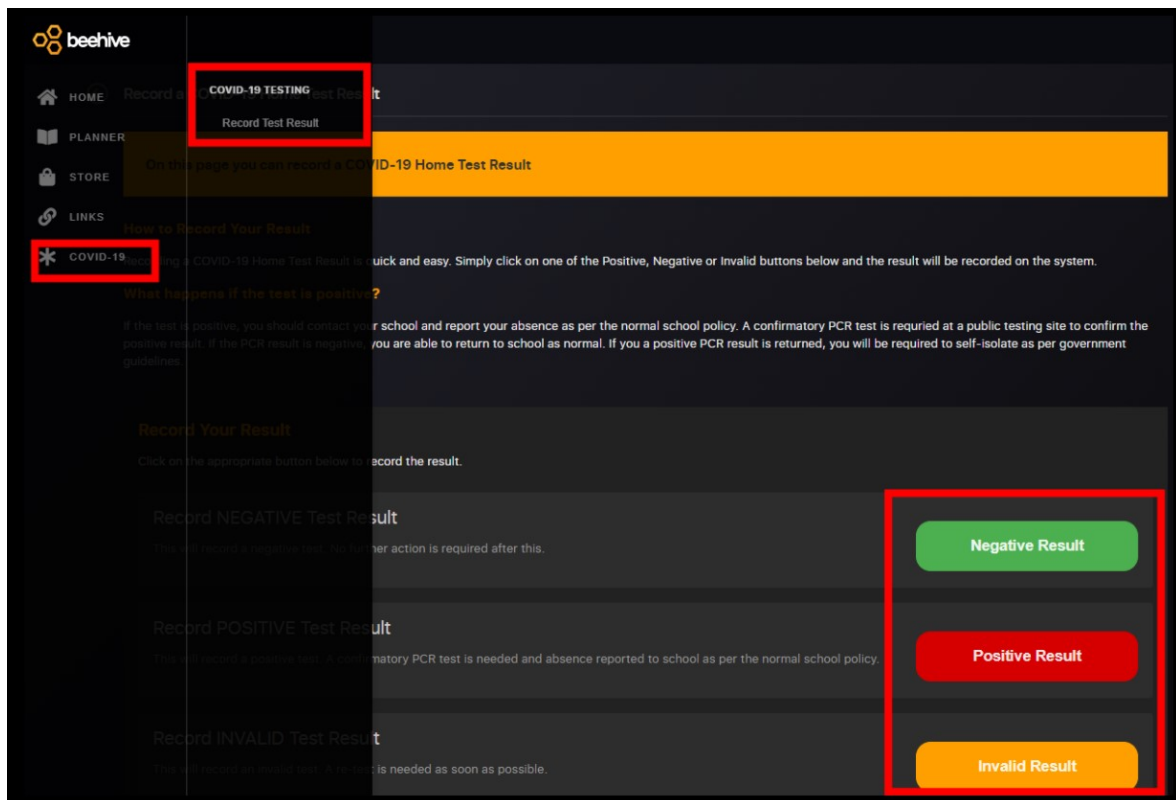 beehive
HOME
PLANNER
STORE
LINKS
COVID-19
COVID-19 TESTING
Record Test Result
Record a COVID-19 Home Test Result
On this page you can record a COVID-19 Home Test Result
How to Record Your Result
Recording a COVID-19 Home Test Result is quick and easy. Simply click on one of the Positive, Negative or Invalid buttons below and the result will be recorded on the system.
What happens if the test is positive?
If the test is positive, you should contact your school and report your absence as per the normal school policy. A confirmatory PCR test is requried at a public testing site to confirm the
positive result. If the PCR result is negative, you are able to return to school as normal. If you a positive PCR result is returned, you will be required to self-isolate as per government
guidelines.
Record Your Result
Click on the appropriate button below to record the result.
Record NEGATIVE Test Result
This will record a negative test. No further action is required after this.
Negative Result
Record POSITIVE Test Result
This will record a positive test. A confirmatory PCR test is needed and absence reported to school as per the normal school policy.
Positive Result
Record INVALID Test Result
This will record an invalid test. A re-test is needed as soon as possible.
Invalid Result